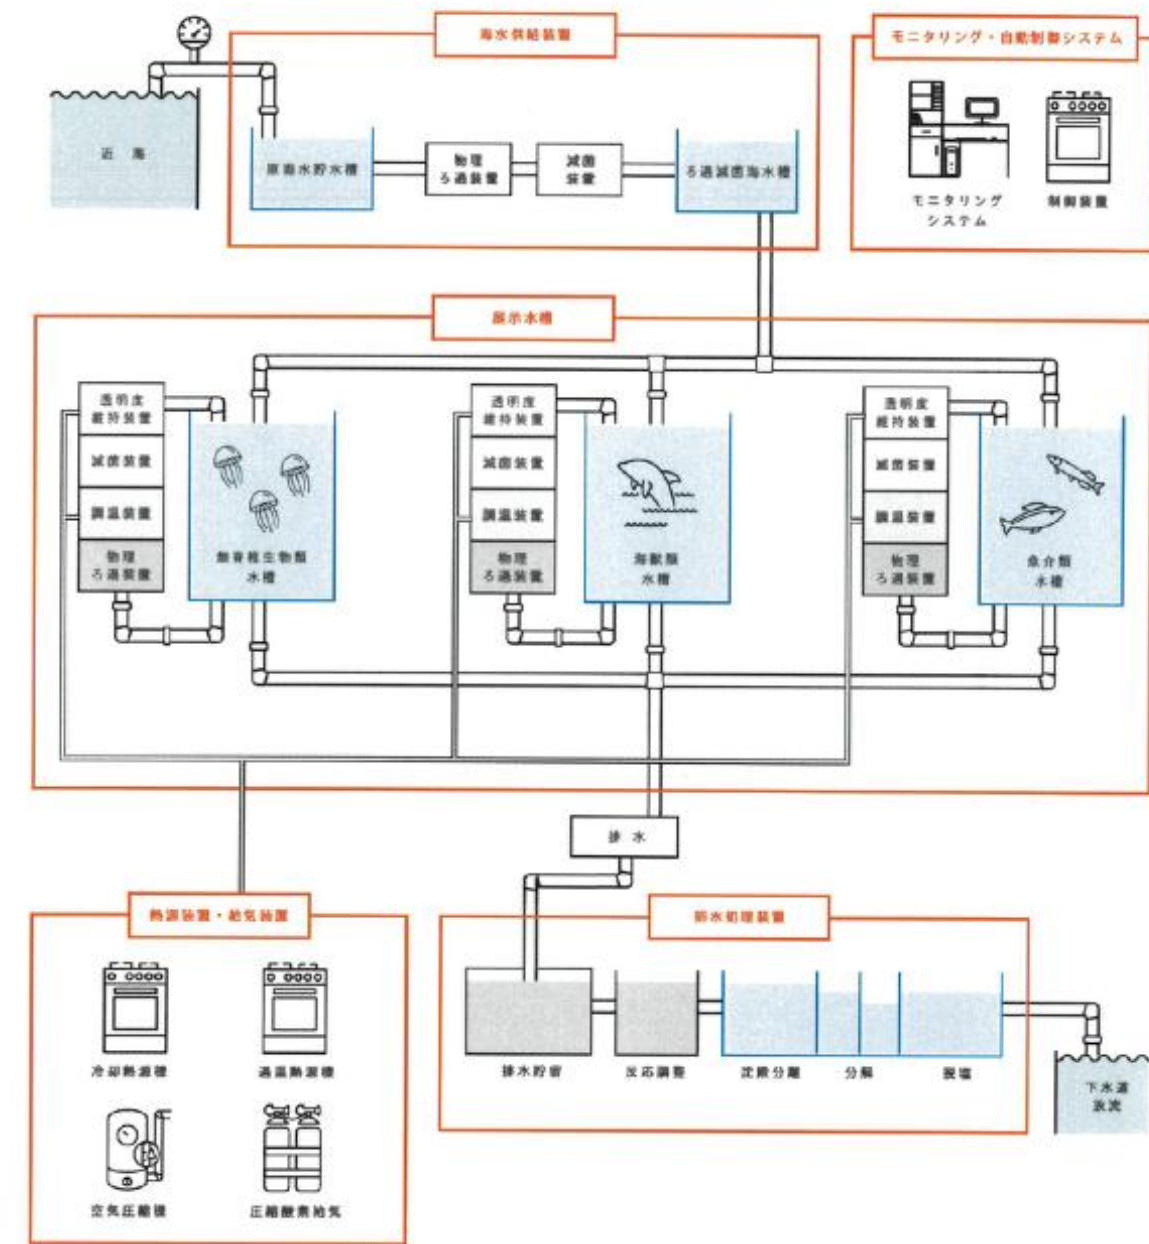 海水供給装置
モニタリング・自動制御システム
近 海
原海水貯水槽
物理
ろ過装置
滅菌
装置
ろ過滅菌海水槽
モニタリング
システム
制御装置
展示水槽
透明度
維持装置
滅菌装置
調温装置
物理
ろ過装置
無脊椎生物類
水槽
透明度
維持装置
滅菌装置
調温装置
物理
ろ過装置
海獣類
水槽
透明度
維持装置
滅菌装置
調温装置
物理
ろ過装置
魚介類
水槽
排 水
熱源装置・給気装置
排水処理装置
冷却熱源機
過温熱源機
空気圧縮機
圧縮酸素給気
排水貯留
反応調整
沈殿分離
分解
脱塩
下水道
放流